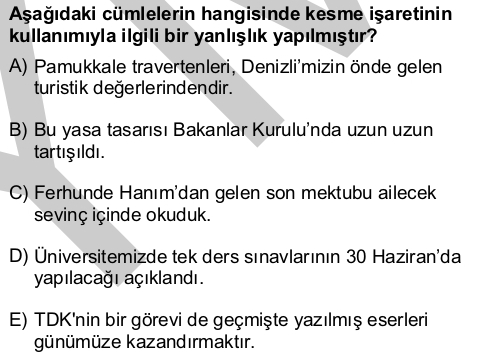 Aşağıdaki cümlelerin hangisinde kesme işaretinin
kullanımıyla ilgili bir yanlışlık yapılmıştır?
A) Pamukkale travertenleri, Denizli’mizin önde gelen
turistik değerlerindendir.
B) Bu yasa tasarısı Bakanlar Kurulu’nda uzun uzun
tartışıldı.
C) Ferhunde Hanım’dan gelen son mektubu ailecek
sevinç içinde okuduk.
D) Üniversitemizde tek ders sınavlarının 30 Haziran’da
yapılacağı açıklandı.
E) TDK'nin bir görevi de geçmişte yazılmış eserleri
günümüze kazandırmaktır.